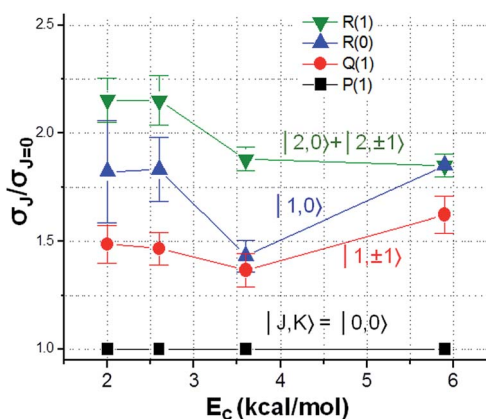 2.5
2.0
1.5
1.0
σJ/σJ=0
R(1)
R(0)
Q(1)
P(1)
|2,0⟩+|2,±1⟩
|1,0⟩
|1,±1⟩
|J,K⟩ = |0,0⟩
2 3 4 5 6
EC(kcal/mol)